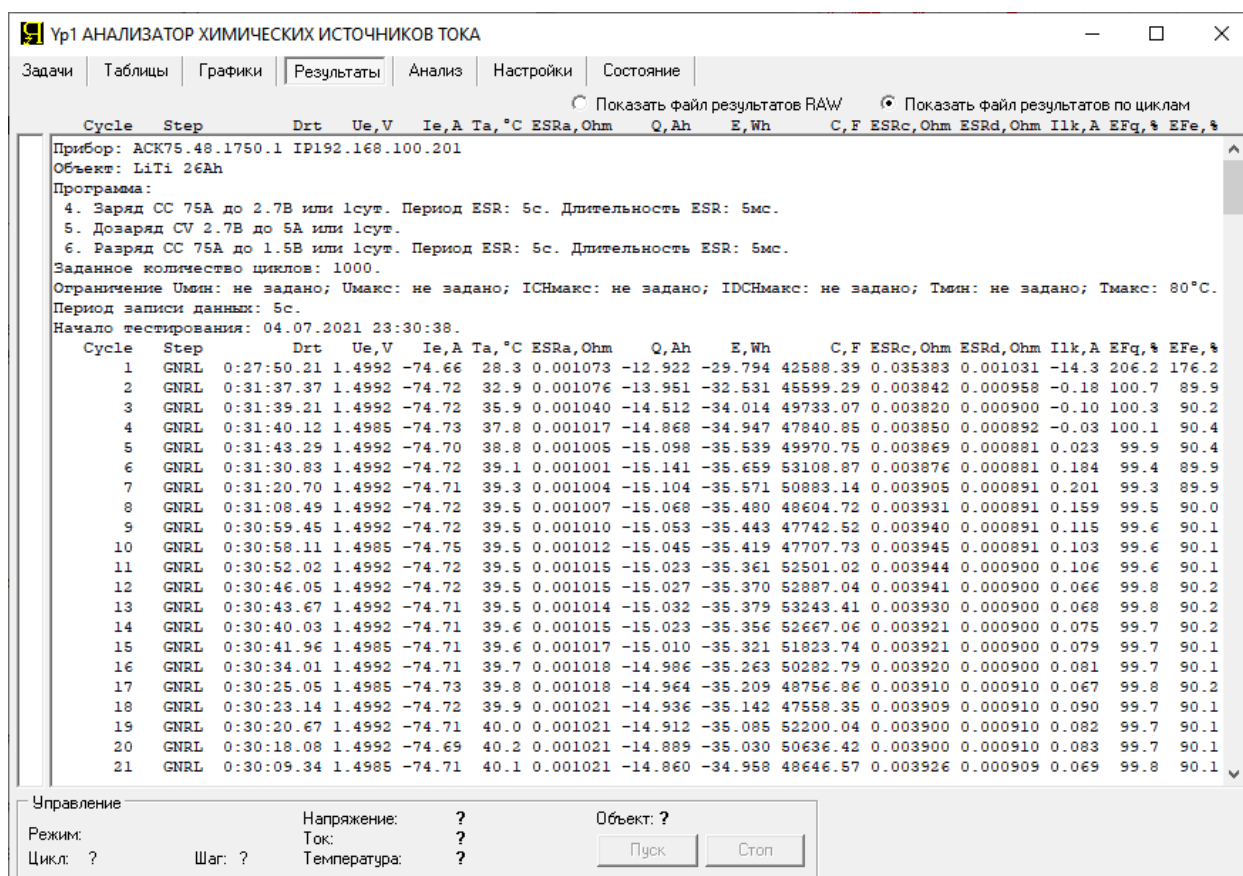 Yp1 АНАЛИЗАТОР ХИМИЧЕСКИХ ИСТОЧНИКОВ ТОКА
Задачи Таблицы Графики Результаты Анализ Настройки Состояние
Показать файл результатов RAW Показать файл результатов по циклам
Cycle Step Drt Ue,V Ie,A Ta,°C ESRa,Ohm Q,Ah E,Wh C,F ESRc,Ohm ESRd,Ohm Ilk,A EFq,% EFe,%
Прибор: АСК75.48.1750.1 IP192.168.100.201
Объект: LiTi 26Ah
Программа:
4. Заряд СС 75А до 2.7В или 1сут. Период ESR: 5с. Длительность ESR: 5мс.
5. Дозаряд CV 2.7В до 5А или 1сут.
6. Разряд СС 75А до 1.5В или 1сут. Период ESR: 5с. Длительность ESR: 5мс.
Заданное количество циклов: 1000.
Ограничение Uмин: не задано; Uмакс: не задано; ICHмакс: не задано; IDCHмакс: не задано; Тмин: не задано; Тмакс: 80°C.
Период записи данных: 5с.
Начало тестирования: 04.07.2021 23:30:38.
Cycle Step Drt Ue,V Ie,A Ta,°C ESRa,Ohm Q,Ah E,Wh C,F ESRc,Ohm ESRd,Ohm Ilk,A EFq,% EFe,%
1 GNRL 0:27:50.21 1.4992 -74.66 28.3 0.001073 -12.922 -29.794 42588.39 0.035383 0.001031 -14.3 206.2 176.2
2 GNRL 0:31:37.37 1.4992 -74.72 32.9 0.001076 -13.951 -32.531 45599.29 0.003842 0.000958 -0.18 100.7 89.9
3 GNRL 0:31:39.21 1.4992 -74.72 35.9 0.001040 -14.512 -34.014 49733.07 0.003820 0.000900 -0.10 100.3 90.2
4 GNRL 0:31:40.12 1.4985 -74.73 37.8 0.001017 -14.868 -34.947 47840.85 0.003850 0.000892 -0.03 100.1 90.4
5 GNRL 0:31:43.29 1.4992 -74.70 38.8 0.001005 -15.098 -35.539 49970.75 0.003869 0.000881 0.023 99.9 90.4
6 GNRL 0:31:30.83 1.4992 -74.72 39.1 0.001001 -15.141 -35.659 53108.87 0.003876 0.000881 0.184 99.4 89.9
7 GNRL 0:31:20.70 1.4992 -74.71 39.3 0.001004 -15.104 -35.571 50883.14 0.003905 0.000891 0.201 99.3 89.9
8 GNRL 0:31:08.49 1.4992 -74.72 39.5 0.001007 -15.068 -35.480 48604.72 0.003931 0.000891 0.159 99.5 90.0
9 GNRL 0:30:59.45 1.4992 -74.72 39.5 0.001010 -15.053 -35.443 47742.52 0.003940 0.000891 0.115 99.6 90.1
10 GNRL 0:30:58.11 1.4985 -74.75 39.5 0.001012 -15.045 -35.419 47707.73 0.003945 0.000891 0.103 99.6 90.1
11 GNRL 0:30:52.02 1.4992 -74.72 39.5 0.001015 -15.023 -35.361 52501.02 0.003944 0.000900 0.106 99.6 90.1
12 GNRL 0:30:46.05 1.4992 -74.72 39.5 0.001015 -15.027 -35.370 52887.04 0.003941 0.000900 0.066 99.8 90.2
13 GNRL 0:30:43.67 1.4992 -74.71 39.5 0.001014 -15.032 -35.379 53243.41 0.003930 0.000900 0.068 99.8 90.2
14 GNRL 0:30:40.03 1.4992 -74.71 39.6 0.001015 -15.023 -35.356 52667.06 0.003921 0.000900 0.075 99.7 90.2
15 GNRL 0:30:41.96 1.4985 -74.71 39.6 0.001017 -15.010 -35.321 51823.74 0.003921 0.000900 0.079 99.7 90.1
16 GNRL 0:30:34.01 1.4992 -74.71 39.7 0.001018 -14.986 -35.263 50282.79 0.003920 0.000900 0.081 99.7 90.1
17 GNRL 0:30:25.05 1.4985 -74.73 39.8 0.001018 -14.964 -35.209 48756.86 0.003910 0.000910 0.067 99.8 90.2
18 GNRL 0:30:23.14 1.4992 -74.72 39.9 0.001021 -14.936 -35.142 47558.35 0.003909 0.000910 0.090 99.7 90.1
19 GNRL 0:30:20.67 1.4992 -74.71 40.0 0.001021 -14.912 -35.085 52200.04 0.003900 0.000910 0.082 99.7 90.1
20 GNRL 0:30:18.08 1.4992 -74.69 40.2 0.001021 -14.889 -35.030 50636.42 0.003900 0.000910 0.083 99.7 90.1
21 GNRL 0:30:09.34 1.4985 -74.71 40.1 0.001021 -14.860 -34.958 48646.57 0.003926 0.000909 0.069 99.8 90.1
Управление
Напряжение: ? Объект: ?
Режим: Ток: ? Пуск Стоп
Цикл: ? Шаг: ? Температура: ?